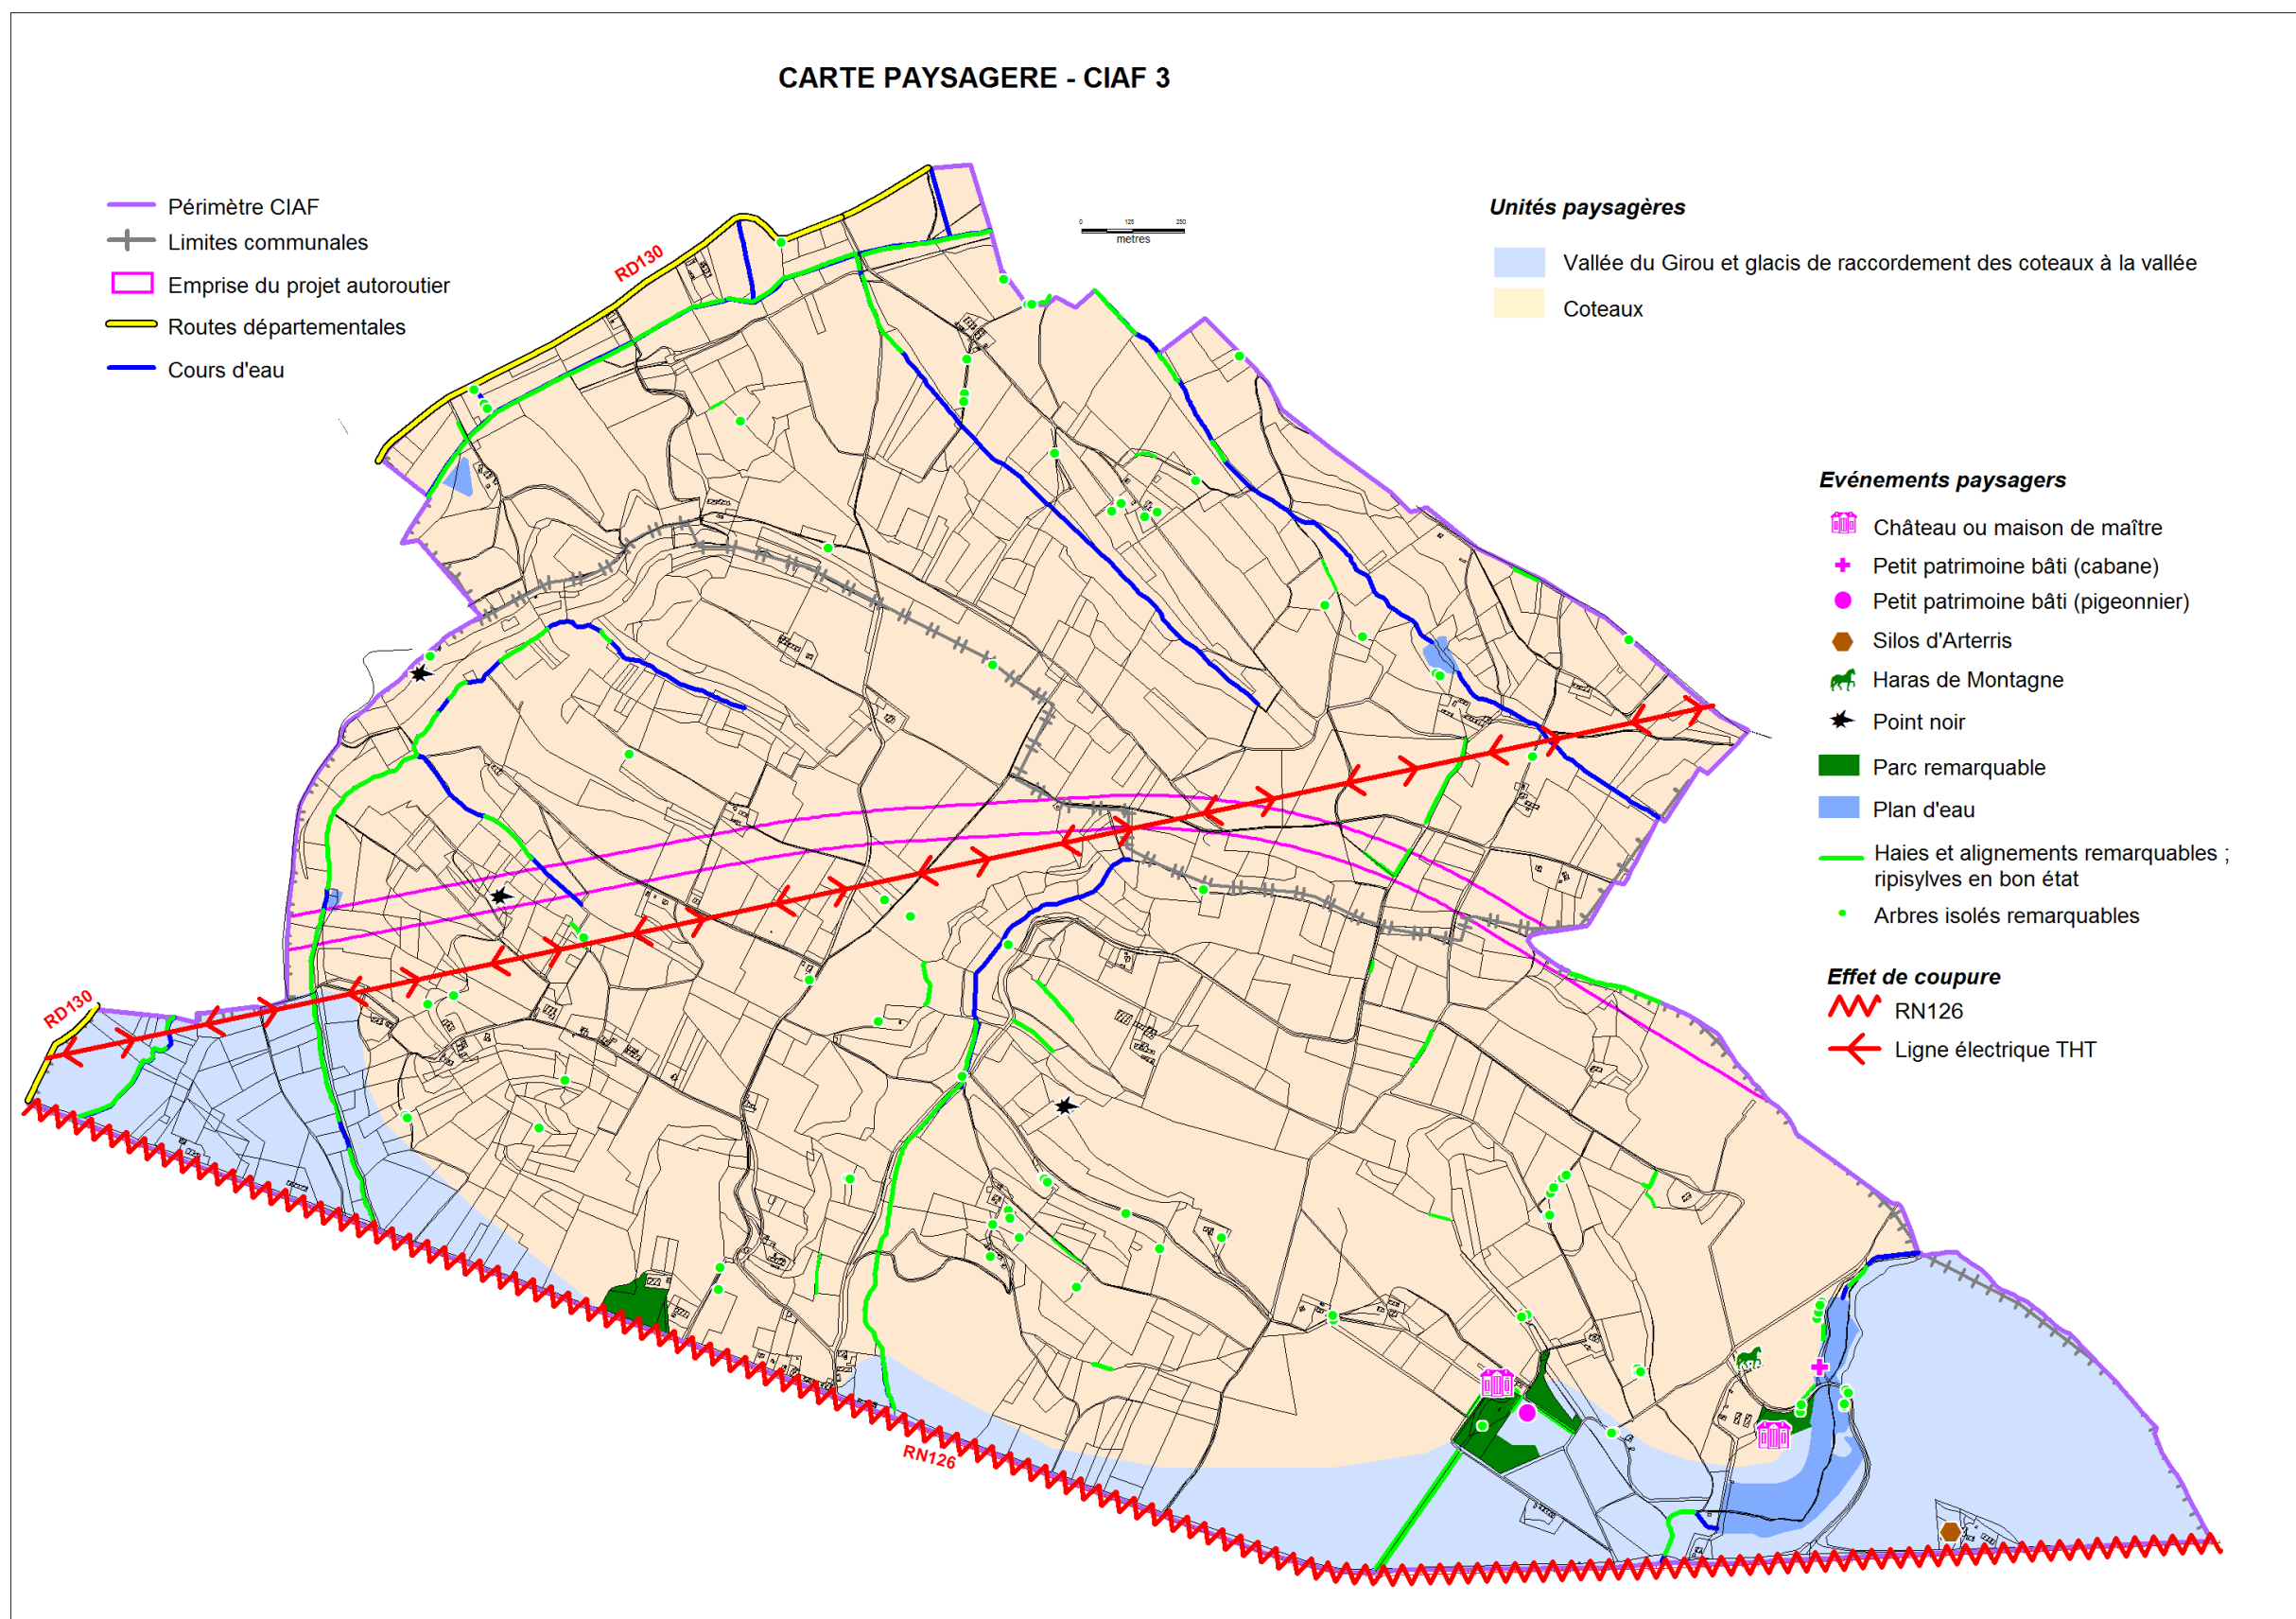 CARTE PAYSAGERE - CIAF 3
Périmètre CIAF
Limites communales
Emprise du projet autoroutier
Routes départementales
Cours d'eau
0 125 250
metres
Unités paysagères
Vallée du Girou et glacis de raccordement des coteaux à la vallée
Coteaux
Evénements paysagers
Château ou maison de maître
Petit patrimoine bâti (cabane)
Petit patrimoine bâti (pigeonnier)
Silos d'Arterris
Haras de Montagne
Point noir
Parc remarquable
Plan d'eau
Haies et alignements remarquables ;
ripisylves en bon état
Arbres isolés remarquables
Effet de coupure
RN126
Ligne électrique THT
RD130
RD130
RN126